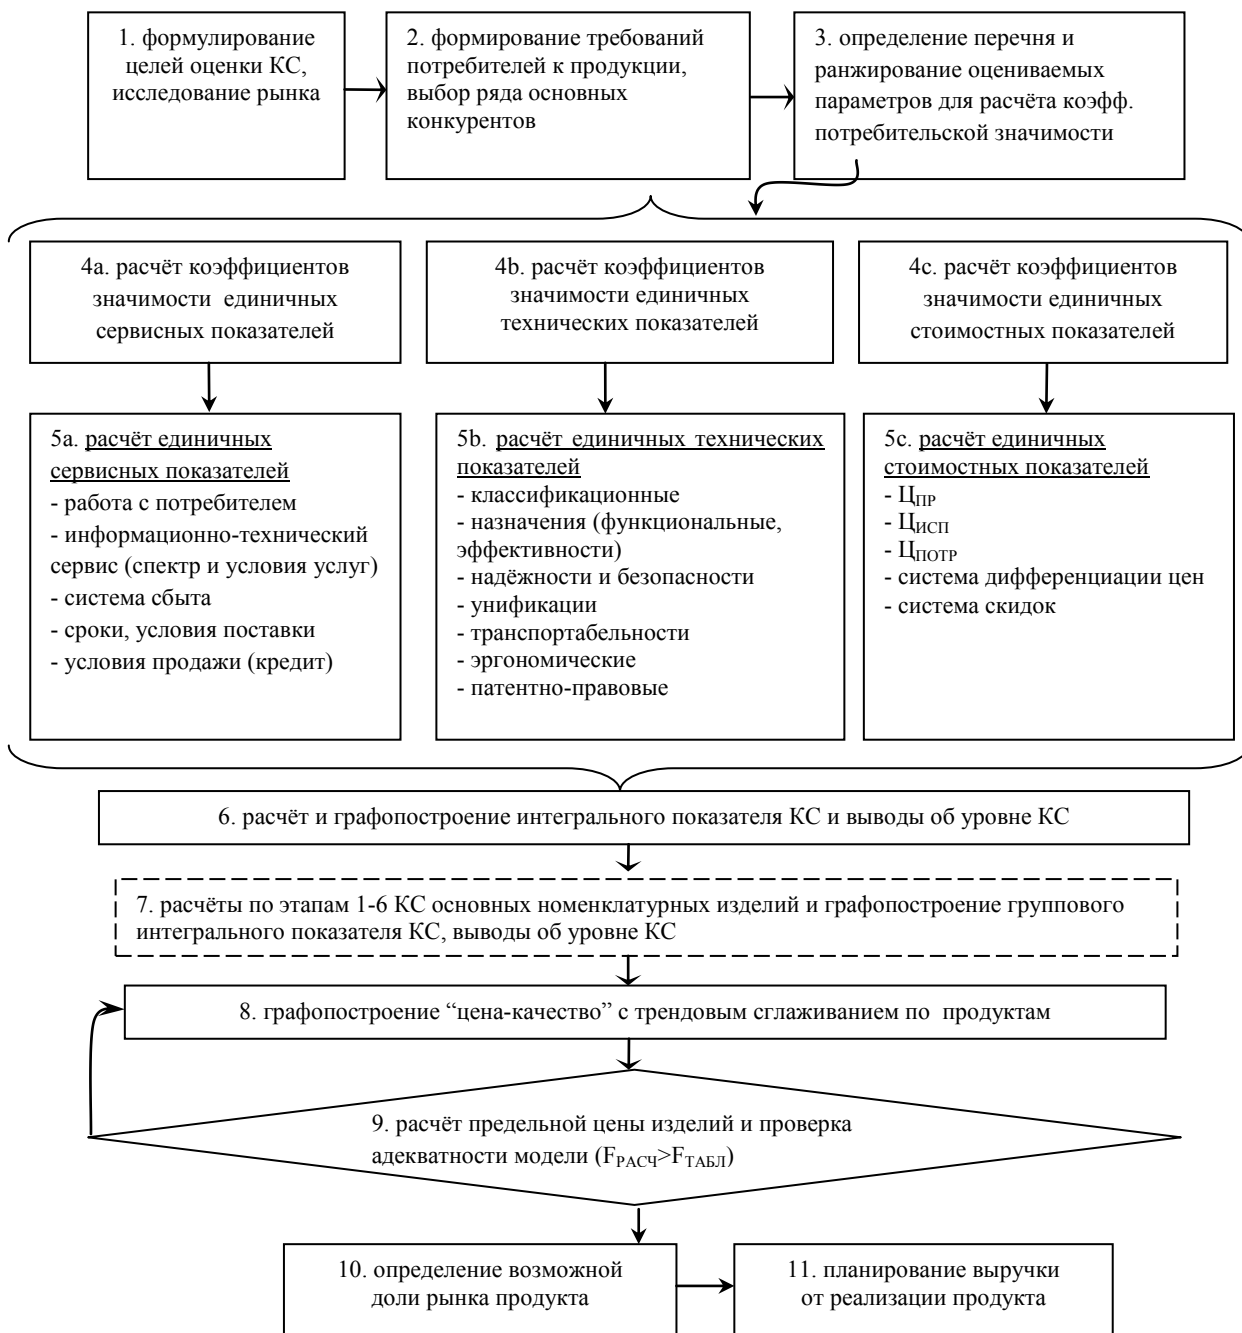 1. формулирование
целей оценки КС,
исследование рынка
2. формирование требований
потребителей к продукции,
выбор ряда основных
конкурентов
3. определение перечня и
ранжирование оцениваемых
параметров для расчёта коэфф.
потребительской значимости
4a. расчёт коэффициентов
значимости единичных
сервисных показателей
4b. расчёт коэффициентов
значимости единичных
технических показателей
4c. расчёт коэффициентов
значимости единичных
стоимостных показателей
5a. расчёт единичных
сервисных показателей
- работа с потребителем
- информационно-технический
сервис (спектр и условия услуг)
- система сбыта
- сроки, условия поставки
- условия продажи (кредит)
5b. расчёт единичных технических
показателей
- классификационные
- назначения (функциональные,
эффективности)
- надёжности и безопасности
- унификации
- транспортабельности
- эргономические
- патентно-правовые
5c. расчёт единичных
стоимостных показателей
- ЦПР
- ЦИСП
- ЦПОТР
- система дифференциации цен
- система скидок
6. расчёт и графопостроение интегрального показателя КС и выводы об уровне КС
7. расчёты по этапам 1-6 КС основных номенклатурных изделий и графопостроение группового
интегрального показателя КС, выводы об уровне КС
8. графопостроение “цена-качество” с трендовым сглаживанием по продуктам
9. расчёт предельной цены изделий и проверка
адекватности модели (FРАСЧ>FТАБЛ)
10. определение возможной
доли рынка продукта
11. планирование выручки
от реализации продукта